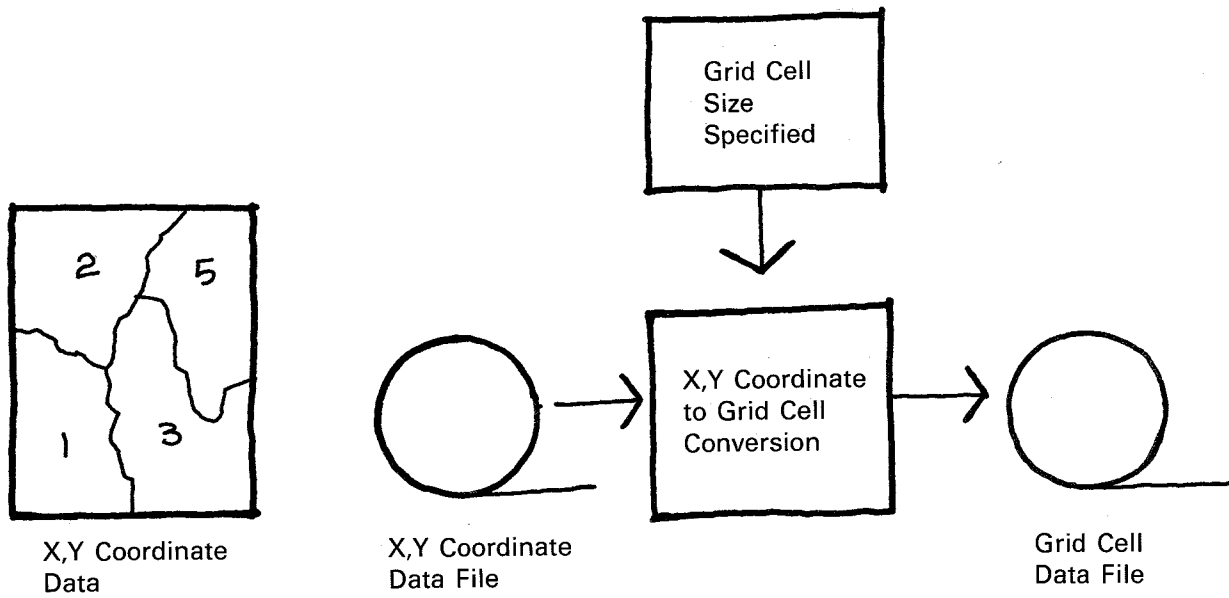 Grid Cell
Size
Specified
2
5
1
3
X,Y Coordinate
Data
X,Y Coordinate
Data File
X,Y Coordinate
to Grid Cell
Conversion
Grid Cell
Data File